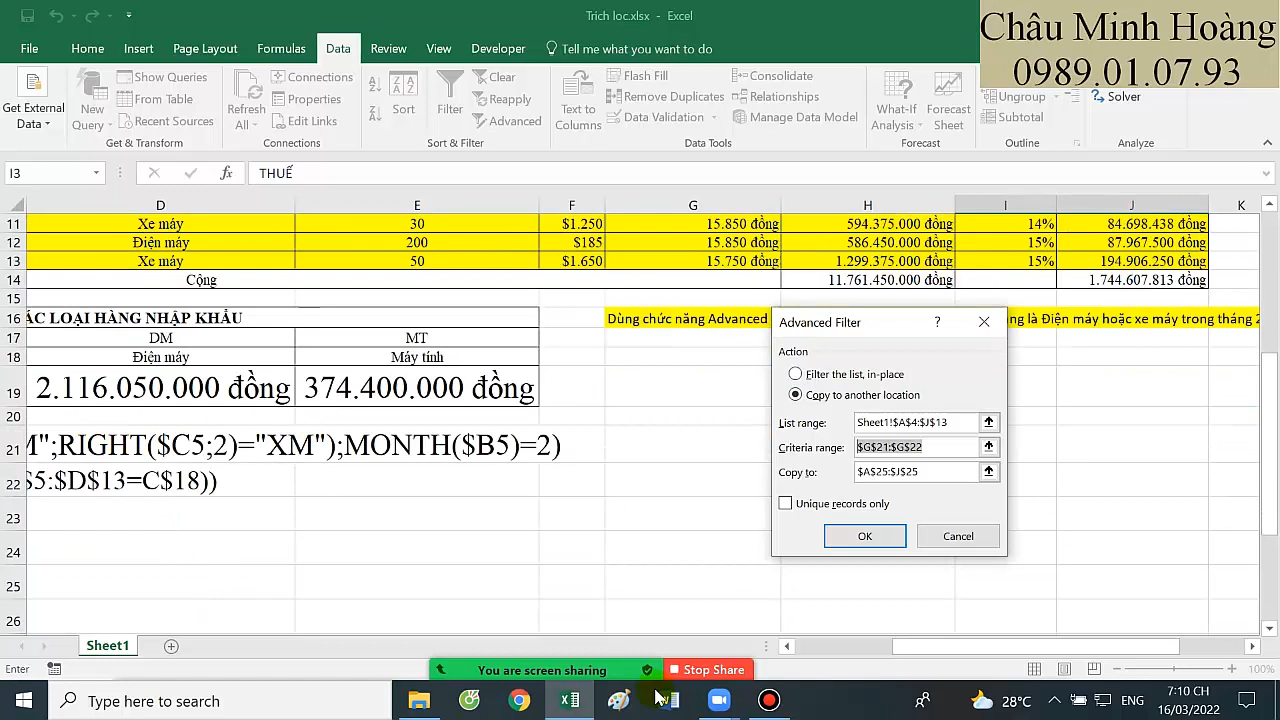 Trich loc.xlsx - Excel
Châu Minh Hoàng
0989.01.07.93
File Home Insert Page Layout Formulas Data Review View Developer Tell me what you want to do
Get External Data
New Query
Show Queries
From Table
Recent Sources
Get & Transform
Refresh All
Connections
Properties
Edit Links
Connections
Sort
Filter
Clear
Reapply
Advanced
Sort & Filter
Text to Columns
Flash Fill
Remove Duplicates
Data Validation
Consolidate
Relationships
Manage Data Model
Data Tools
What-If Analysis
Forecast Sheet
Forecast
Ungroup
Subtotal
Outline
Solver
Analyze
I3 fx THUẾ
D E F G H I J K
11 Xe máy 30 $1.250 15.850 đồng 594.375.000 đồng 14% 84.698.438 đồng
12 Điện máy 200 $185 15.850 đồng 586.450.000 đồng 15% 87.967.500 đồng
13 Xe máy 50 $1.650 15.750 đồng 1.299.375.000 đồng 15% 194.906.250 đồng
14 Cộng 11.761.450.000 đồng 1.744.607.813 đồng
15
16 ÁC LOẠI HÀNG NHẬP KHẨU Dùng chức năng Advanced ng là Điện máy hoặc xe máy trong tháng 2
17 DM MT
18 Điện máy Máy tính
19 2.116.050.000 đồng 374.400.000 đồng
20
21 M";RIGHT($C5;2)="XM");MONTH($B5)=2)
22 $5:$D$13=C$18))
23
24
25
26
Advanced Filter ?
Action
Filter the list, in-place
Copy to another location
List range: Sheet1!$A$4:$J$13
Criteria range: $G$21:$G$22
Copy to: $A$25:$J$25
Unique records only
OK Cancel
Sheet1
Enter 100%
You are screen sharing Stop Share
Type here to search
28°C ENG
7:10 CH
16/03/2022